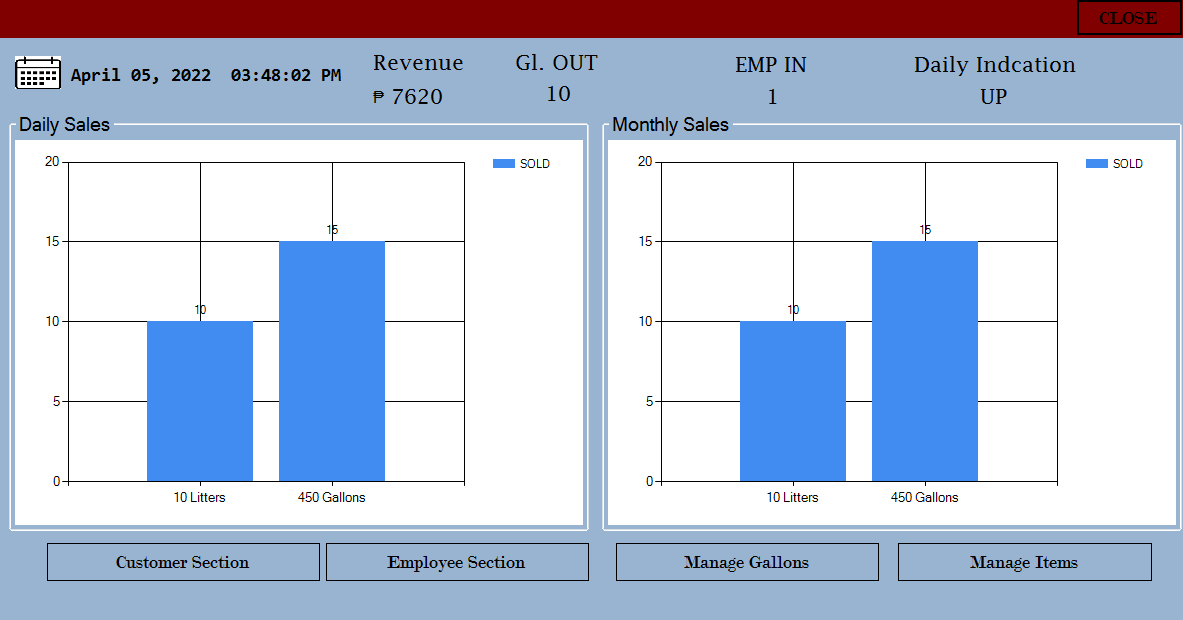 CLOSE
April 05, 2022 03:48:02 PM
Revenue
₱ 7620
Gl. OUT
10
EMP IN
1
Daily Indcation
UP
Daily Sales
20
15
10
5
0
15
10
10 Litters
450 Gallons
SOLD
Monthly Sales
20
15
10
5
0
15
10
10 Litters
450 Gallons
SOLD
Customer Section
Employee Section
Manage Gallons
Manage Items